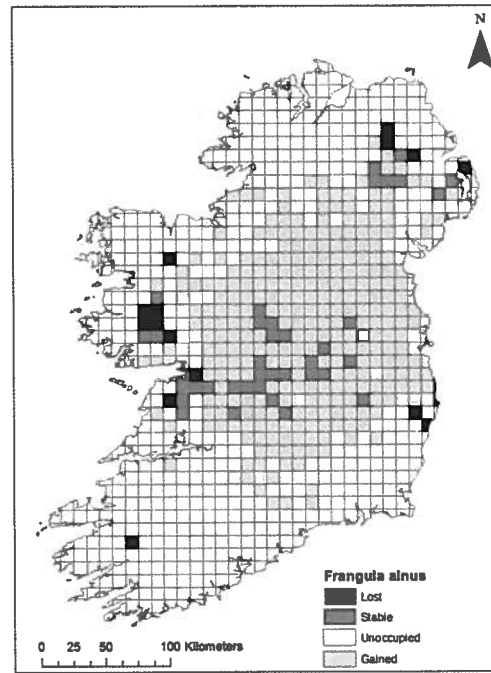 N
Frangula alnus
Lost
Stable
Unoccupied
Gained
0 25 50 100 Kilometers